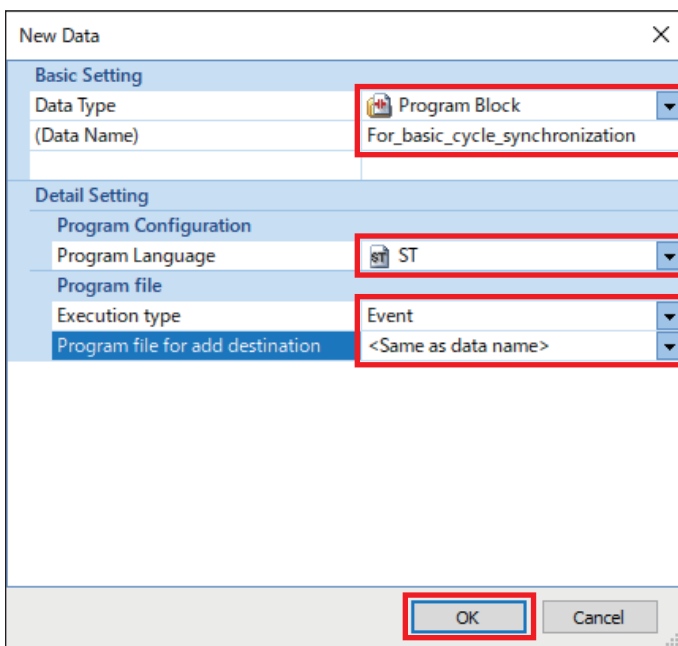 New Data
Basic Setting
Data Type Program Block
(Data Name) For_basic_cycle_synchronization
Detail Setting
Program Configuration
Program Language ST ST
Program file
Execution type Event
Program file for add destination <Same as data name>
OK Cancel